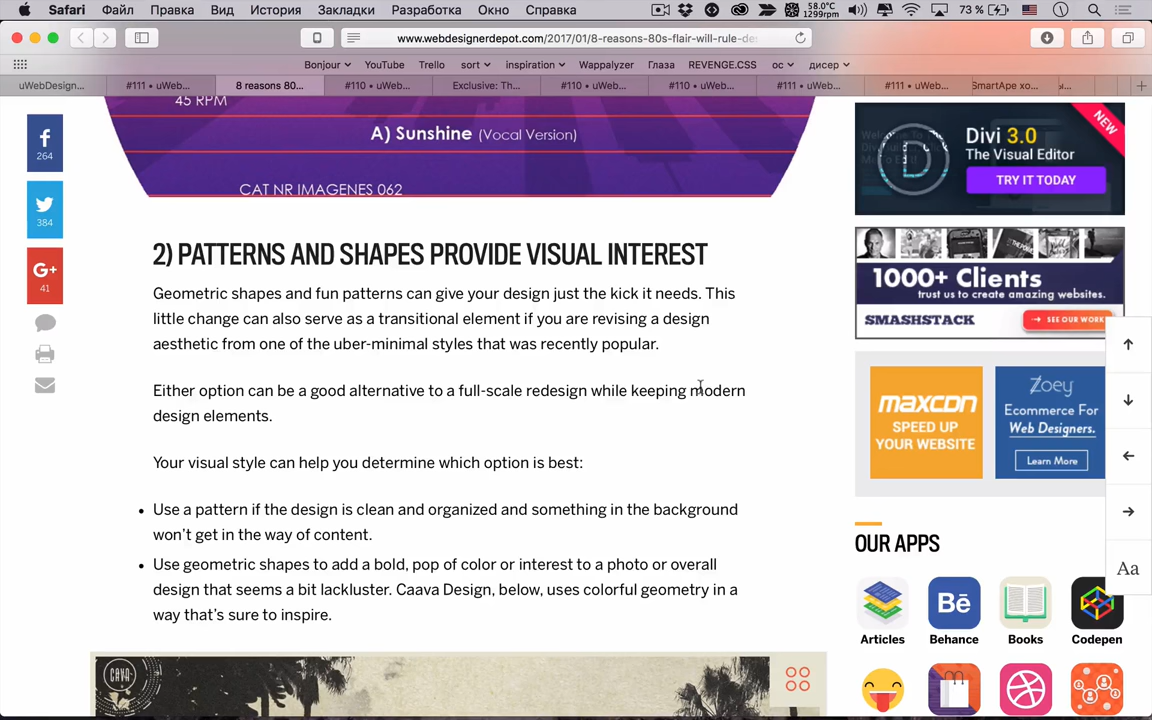 Safari Файл Правка Вид История Закладки Разработка Окно Справка 58.0°C 1299rpm 73 %
www.webdesignerdepot.com/2017/01/8-reasons-80s-flair-will-rule-de
Bonjour YouTube Trello sort inspiration Wappalyzer Глаза REVENGE.CSS ос дисер
uWebDesign... #111 • uWeb... 8 reasons 80... #110 • uWeb... Exclusive: Th... #110 • uWeb... #110 • uWeb... #111 • uWeb... #111 • uWeb... SmartApe хо...
45 RPM
A) Sunshine (Vocal Version)
CAT NR IMAGENES 062
264
384
G+
41
2) PATTERNS AND SHAPES PROVIDE VISUAL INTEREST
Geometric shapes and fun patterns can give your design just the kick it needs. This
little change can also serve as a transitional element if you are revising a design
aesthetic from one of the uber-minimal styles that was recently popular.
Either option can be a good alternative to a full-scale redesign while keeping modern
design elements.
Your visual style can help you determine which option is best:
• Use a pattern if the design is clean and organized and something in the background
won't get in the way of content.
• Use geometric shapes to add a bold, pop of color or interest to a photo or overall
design that seems a bit lackluster. Caava Design, below, uses colorful geometry in a
way that's sure to inspire.
CAVA
NEW
Divi 3.0
The Visual Editor
TRY IT TODAY
1000+ Clients
trust us to create amazing websites.
SMASHSTACK
SEE OUR WORK
maxcon
SPEED UP
YOUR WEBSITE
Zoey
Ecommerce For
Web Designers.
Learn More
Aa
OUR APPS
Bē
Articles Behance Books Codepen